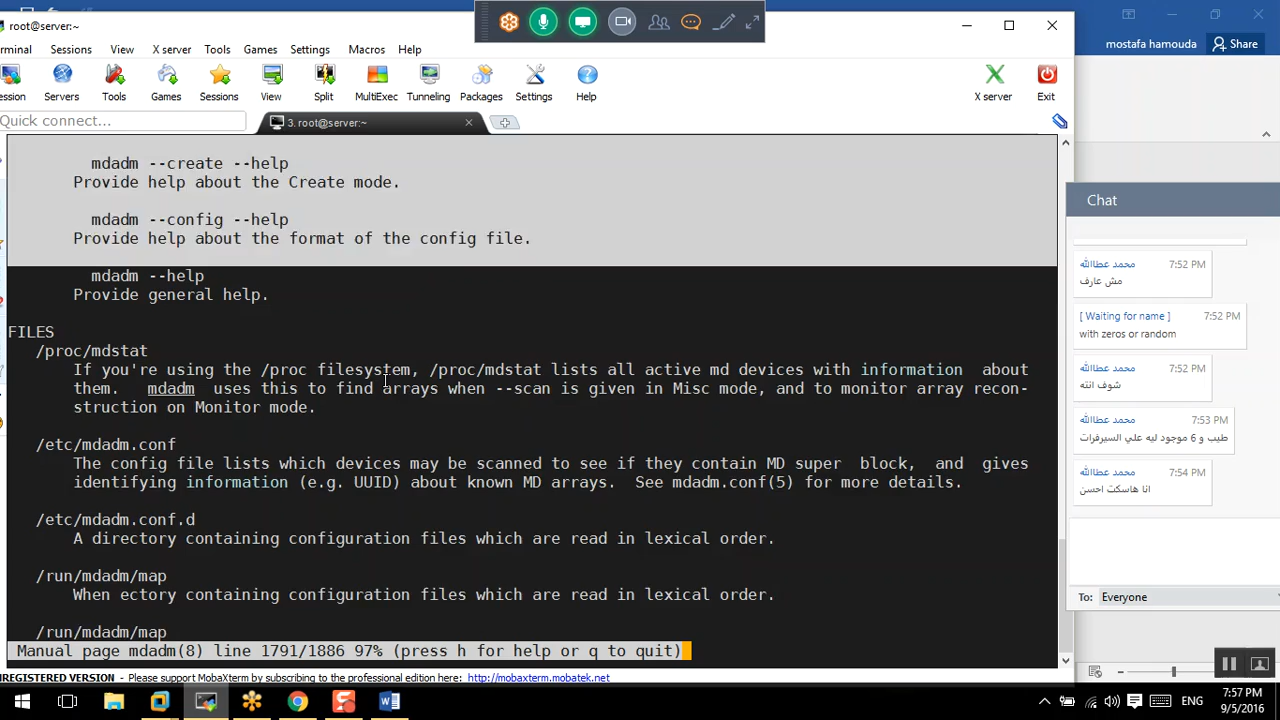 root@server:~
mostafa hamouda
Share
rminal
Sessions
View
X server
Tools
Games
Settings
Macros
Help
ession
Servers
Tools
Games
Sessions
View
Split
MultiExec
Tunneling
Packages
Settings
Help
X server
Exit
Quick connect...
3. root@server:~
mdadm --create --help
Provide help about the Create mode.
mdadm --config --help
Provide help about the format of the config file.
mdadm --help
Provide general help.
FILES
/proc/mdstat
If you're using the /proc filesystem, /proc/mdstat lists all active md devices with information about
them. mdadm uses this to find arrays when --scan is given in Misc mode, and to monitor array recon-
struction on Monitor mode.
/etc/mdadm.conf
The config file lists which devices may be scanned to see if they contain MD super block, and gives
identifying information (e.g. UUID) about known MD arrays. See mdadm.conf(5) for more details.
/etc/mdadm.conf.d
A directory containing configuration files which are read in lexical order.
/run/mdadm/map
When ectory containing configuration files which are read in lexical order.
/run/mdadm/map
Manual page mdadm(8) line 1791/1886 97% (press h for help or q to quit)
REGISTERED VERSION - Please support MobaXterm by subscribing to the professional edition here: http://mobaxterm.mobatek.net
Chat
محمد عطاالله 7:52 PM
مش عارف
[ Waiting for name ] 7:52 PM
with zeros or random
محمد عطاالله 7:52 PM
شوف انته
محمد عطاالله 7:53 PM
طيب و 6 موجود ليه علي السيرفرات
محمد عطاالله 7:54 PM
انا هاسكت احسن
To: Everyone
ENG
7:57 PM
9/5/2016